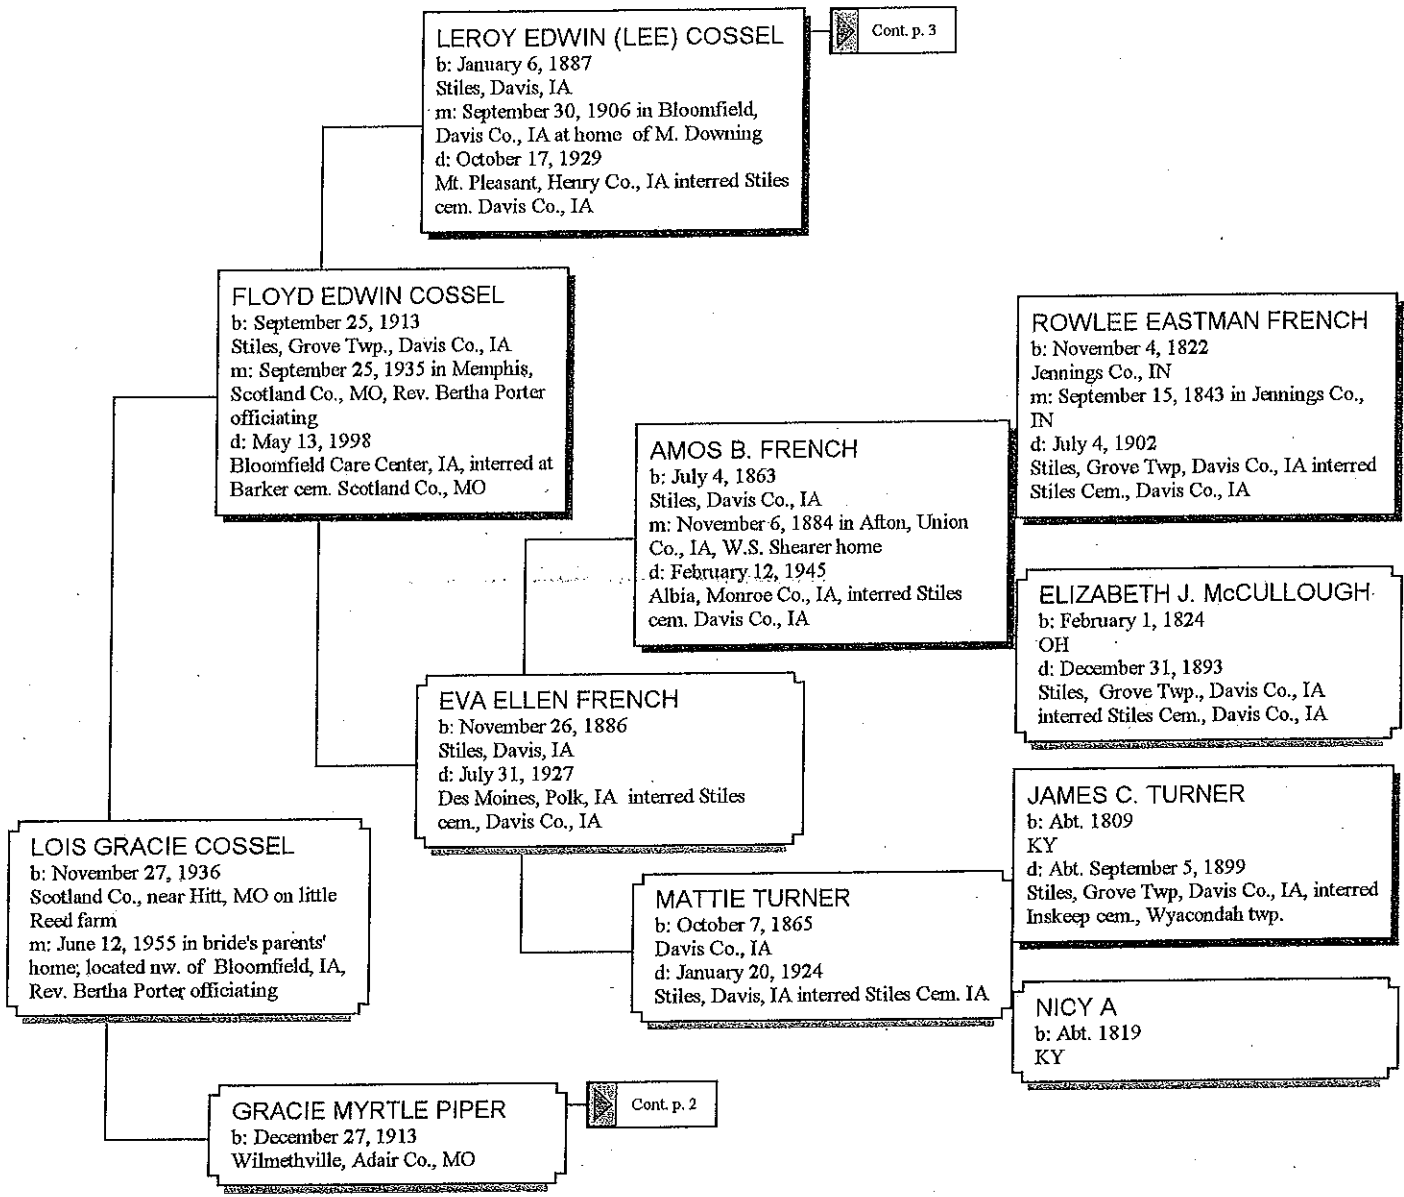 LEROY EDWIN (LEE) COSSEL
b: January 6, 1887
Stiles, Davis, IA
m: September 30, 1906 in Bloomfield,
Davis Co., IA at home of M. Downing
d: October 17, 1929
Mt. Pleasant, Henry Co., IA interred Stiles
cem. Davis Co., IA
Cont. p. 3
FLOYD EDWIN COSSEL
b: September 25, 1913
Stiles, Grove Twp., Davis Co., IA
m: September 25, 1935 in Memphis,
Scotland Co., MO, Rev. Bertha Porter
officiating
d: May 13, 1998
Bloomfield Care Center, IA, interred at
Barker cem. Scotland Co., MO
ROWLEE EASTMAN FRENCH
b: November 4, 1822
Jennings Co., IN
m: September 15, 1843 in Jennings Co.,
IN
d: July 4, 1902
Stiles, Grove Twp, Davis Co., IA interred
Stiles Cem., Davis Co., IA
AMOS B. FRENCH
b: July 4, 1863
Stiles, Davis Co., IA
m: November 6, 1884 in Afton, Union
Co., IA, W.S. Shearer home
d: February 12, 1945
Albia, Monroe Co., IA, interred Stiles
cem. Davis Co., IA
ELIZABETH J. McCULLOUGH
b: February 1, 1824
OH
d: December 31, 1893
Stiles, Grove Twp., Davis Co., IA
interred Stiles Cem., Davis Co., IA
EVA ELLEN FRENCH
b: November 26, 1886
Stiles, Davis, IA
d: July 31, 1927
Des Moines, Polk, IA interred Stiles
cem., Davis Co., IA
JAMES C. TURNER
b: Abt. 1809
KY
d: Abt. September 5, 1899
Stiles, Grove Twp, Davis Co., IA, interred
Inskeep cem., Wyacondah twp.
LOIS GRACIE COSSEL
b: November 27, 1936
Scotland Co., near Hitt, MO on little
Reed farm
m: June 12, 1955 in bride's parents'
home; located nw. of Bloomfield, IA,
Rev. Bertha Porter officiating
MATTIE TURNER
b: October 7, 1865
Davis Co., IA
d: January 20, 1924
Stiles, Davis, IA interred Stiles Cem. IA
NICY A
b: Abt. 1819
KY
GRACIE MYRTLE PIPER
b: December 27, 1913
Wilmethville, Adair Co., MO
Cont. p. 2